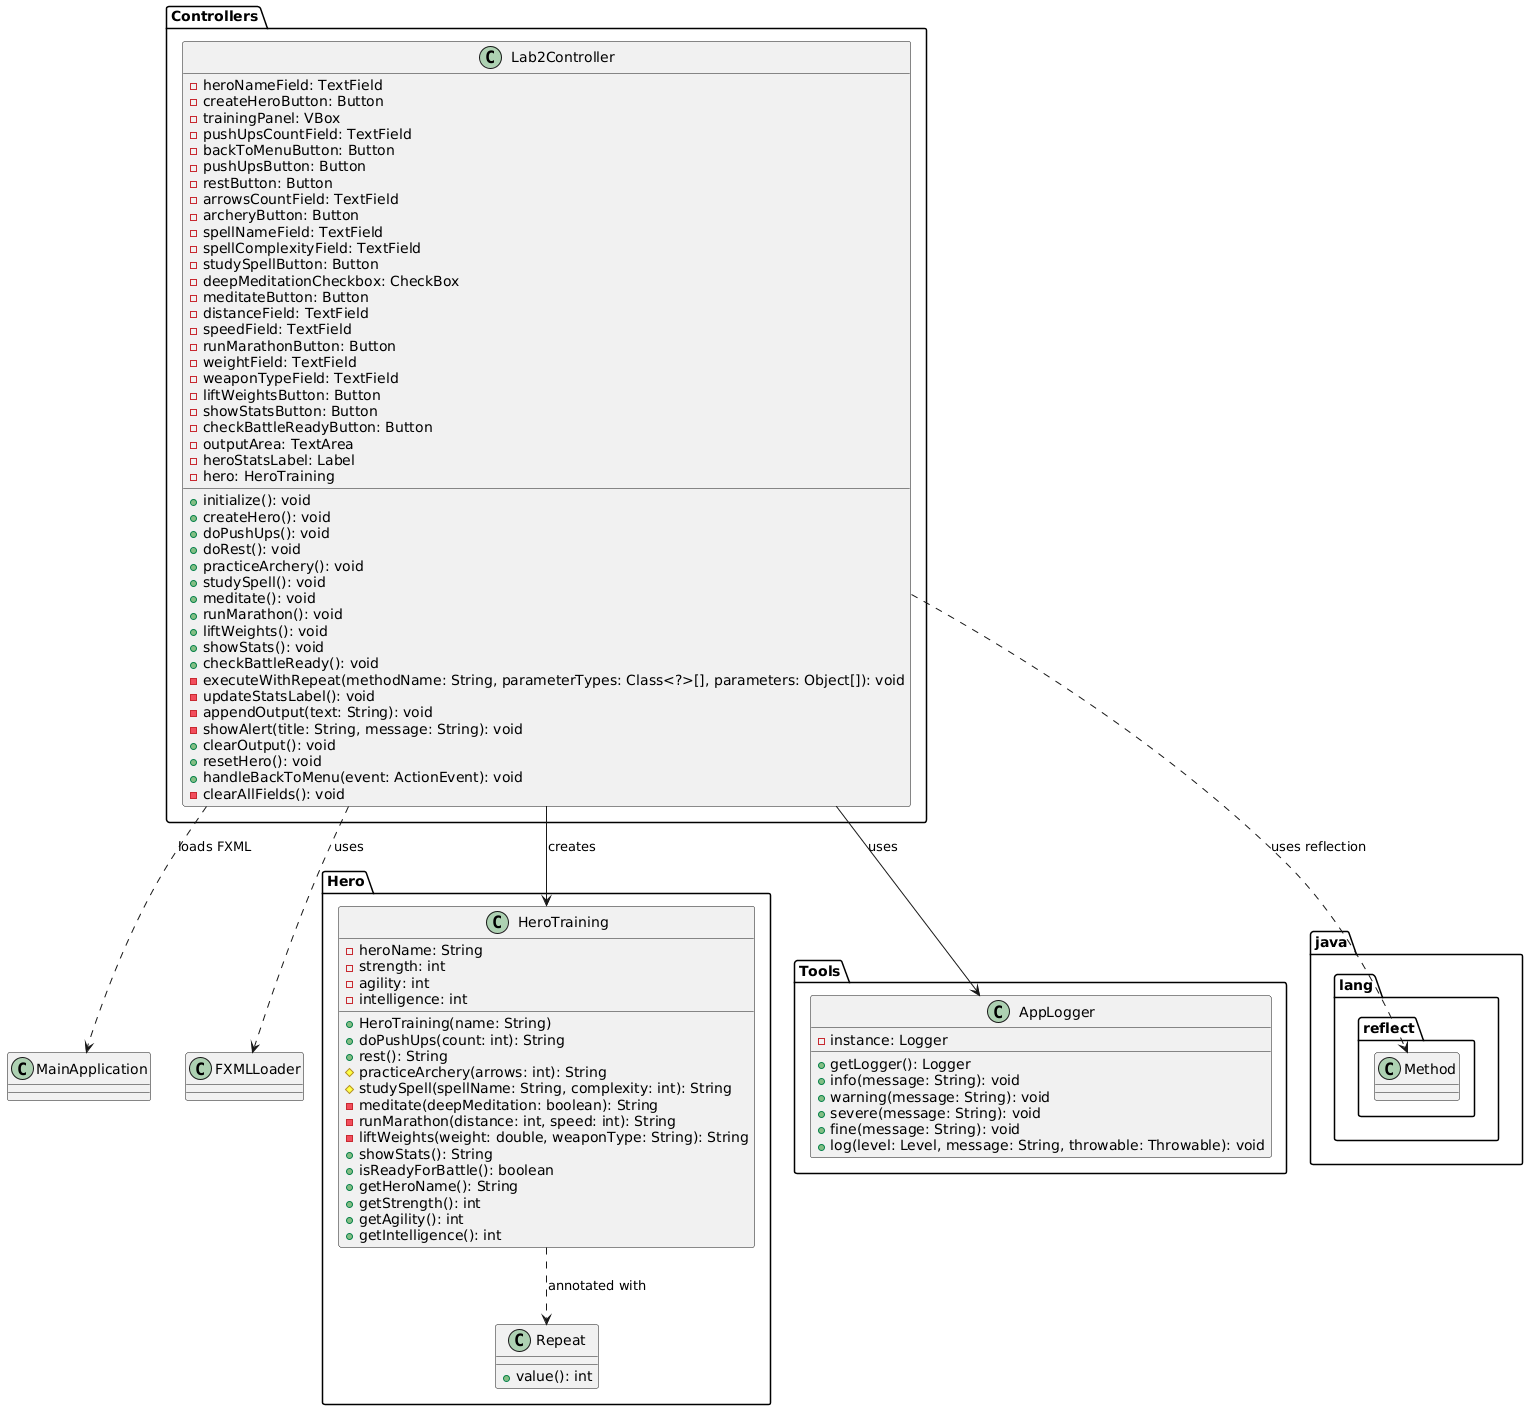 Controllers
C Lab2Controller
heroNameField: TextField
createHeroButton: Button
trainingPanel: VBox
pushUpsCountField: TextField
backToMenuButton: Button
pushUpsButton: Button
restButton: Button
arrowsCountField: TextField
archeryButton: Button
spellNameField: TextField
spellComplexityField: TextField
studySpellButton: Button
deepMeditationCheckbox: CheckBox
meditateButton: Button
distanceField: TextField
speedField: TextField
runMarathonButton: Button
weightField: TextField
weaponTypeField: TextField
liftWeightsButton: Button
showStatsButton: Button
checkBattleReadyButton: Button
outputArea: TextArea
heroStatsLabel: Label
hero: HeroTraining
initialize(): void
createHero(): void
doPushUps(): void
doRest(): void
practiceArchery(): void
studySpell(): void
meditate(): void
runMarathon(): void
liftWeights(): void
showStats(): void
checkBattleReady(): void
executeWithRepeat(methodName: String, parameterTypes: Class<?>[], parameters: Object[]): void
updateStatsLabel(): void
appendOutput(text: String): void
showAlert(title: String, message: String): void
clearOutput(): void
resetHero(): void
handleBackToMenu(event: ActionEvent): void
clearAllFields(): void
loads FXML
uses
creates
uses
uses reflection
C MainApplication
C FXMLLoader
Hero
C HeroTraining
heroName: String
strength: int
agility: int
intelligence: int
HeroTraining(name: String)
doPushUps(count: int): String
rest(): String
practiceArchery(arrows: int): String
studySpell(spellName: String, complexity: int): String
meditate(deepMeditation: boolean): String
runMarathon(distance: int, speed: int): String
liftWeights(weight: double, weaponType: String): String
showStats(): String
isReadyForBattle(): boolean
getHeroName(): String
getStrength(): int
getAgility(): int
getIntelligence(): int
annotated with
C Repeat
value(): int
Tools
C AppLogger
instance: Logger
getLogger(): Logger
info(message: String): void
warning(message: String): void
severe(message: String): void
fine(message: String): void
log(level: Level, message: String, throwable: Throwable): void
java
lang
reflect
C Method